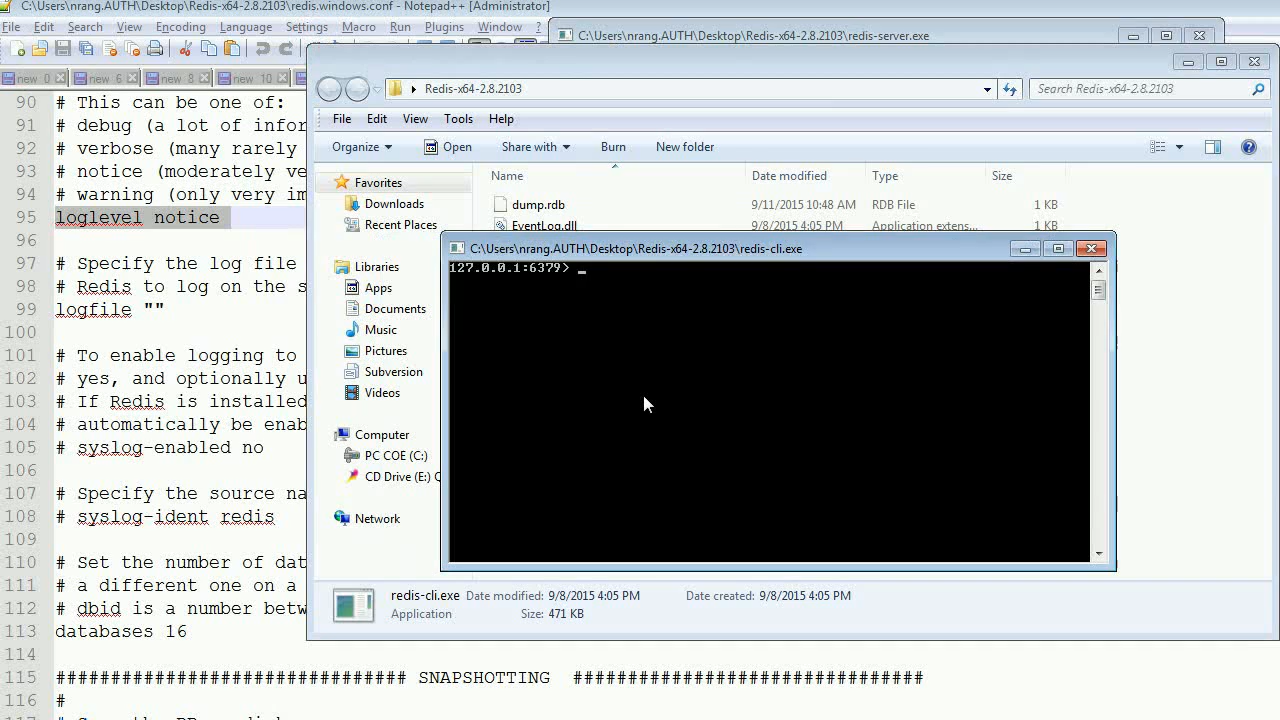 C:\Users\nrang.AUTH\Desktop\Redis-x64-2.8.2103\redis.windows.conf - Notepad++ [Administrator]
File Edit Search View Encoding Language Settings Macro Run Plugins Window
C:\Users\nrang.AUTH\Desktop\Redis-x64-2.8.2103\redis-server.exe
new 0 new 6 new 8 new 10
Redis-x64-2.8.2103
Search Redis-x64-2.8.2103
File Edit View Tools Help
Organize Open Share with Burn New folder
Name Date modified Type Size
Favorites
Downloads
Recent Places
Libraries
Apps
Documents
Music
Pictures
Subversion
Videos
Computer
PC COE (C:)
CD Drive (E:)
Network
dump.rdb 9/11/2015 10:48 AM RDB File 1 KB
EventLog.dll 9/8/2015 4:05 PM Application extens... 1 KB
C:\Users\nrang.AUTH\Desktop\Redis-x64-2.8.2103\redis-cli.exe
127.0.0.1:6379> _
redis-cli.exe Date modified: 9/8/2015 4:05 PM Date created: 9/8/2015 4:05 PM
Application Size: 471 KB
90 # This can be one of:
91 # debug (a lot of infor
92 # verbose (many rarely
93 # notice (moderately ve
94 # warning (only very im
95 loglevel notice
96
97 # Specify the log file
98 # Redis to log on the s
99 logfile ""
100
101 # To enable logging to
102 # yes, and optionally u
103 # If Redis is installed
104 # automatically be enab
105 # syslog-enabled no
106
107 # Specify the source na
108 # syslog-ident redis
109
110 # Set the number of dat
111 # a different one on a
112 # dbid is a number betw
113 databases 16
114
115 ################################ SNAPSHOTTING ################################
116 #